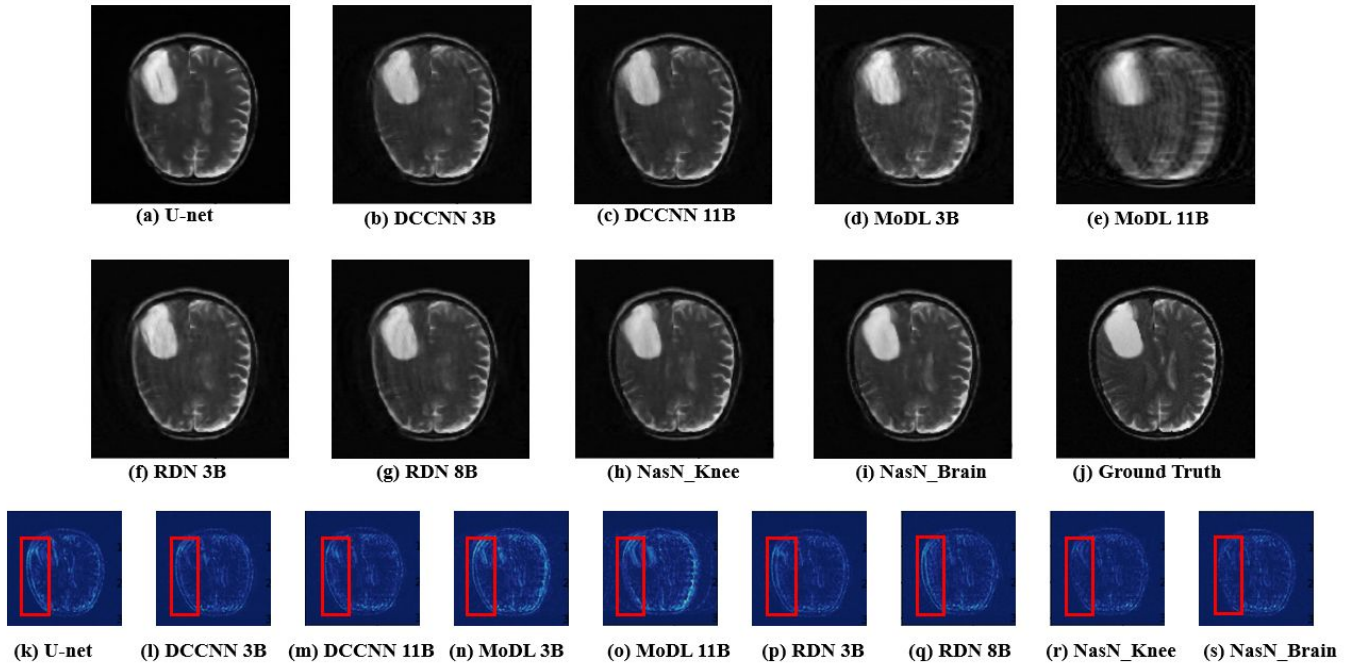 (a) U-net (b) DCCNN 3B (c) DCCNN 11B (d) MoDL 3B (e) MoDL 11B
(f) RDN 3B (g) RDN 8B (h) NasN_Knee (i) NasN_Brain (j) Ground Truth
(k) U-net (l) DCCNN 3B (m) DCCNN 11B (n) MoDL 3B (o) MoDL 11B (p) RDN 3B (q) RDN 8B (r) NasN_Knee (s) NasN_Brain